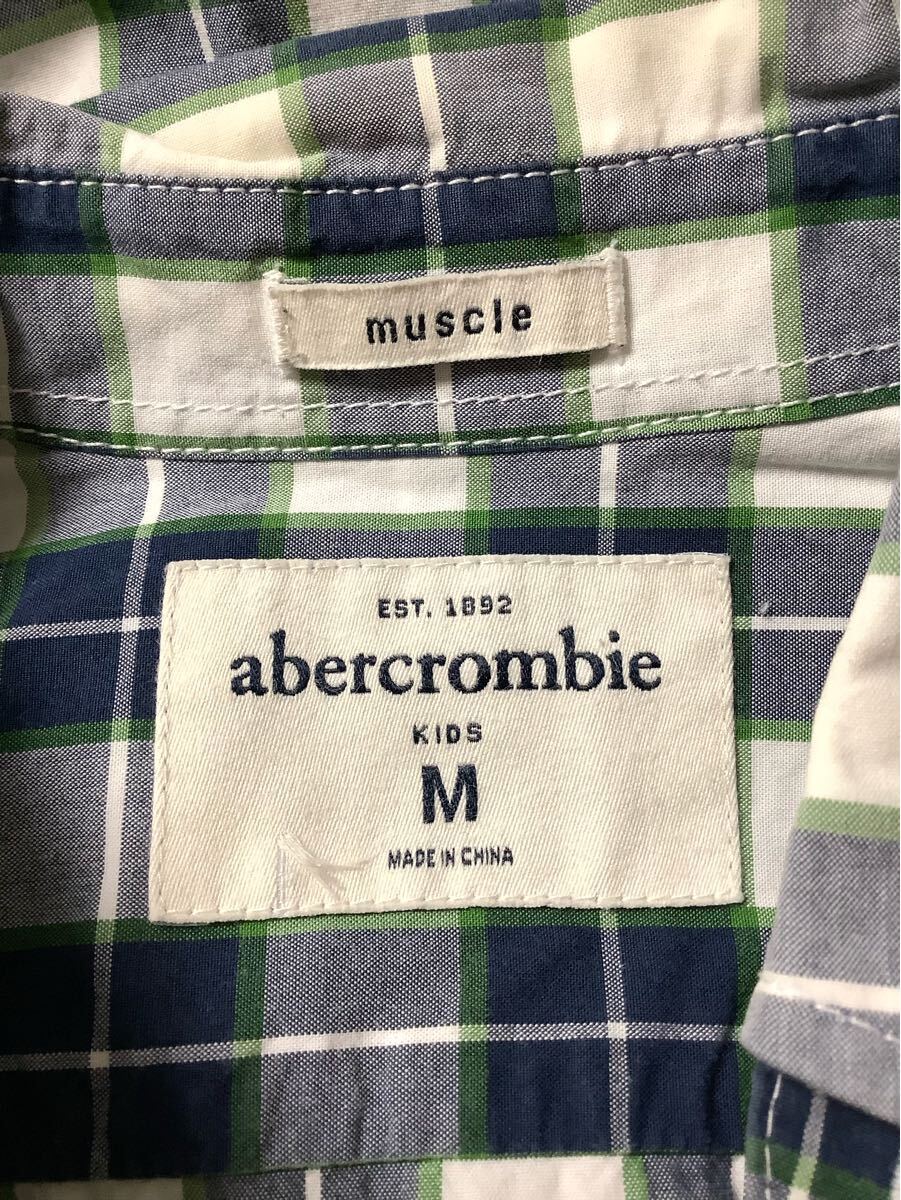 muscle
EST. 1892
abercrombie
KIDS
M
MADE IN CHINA